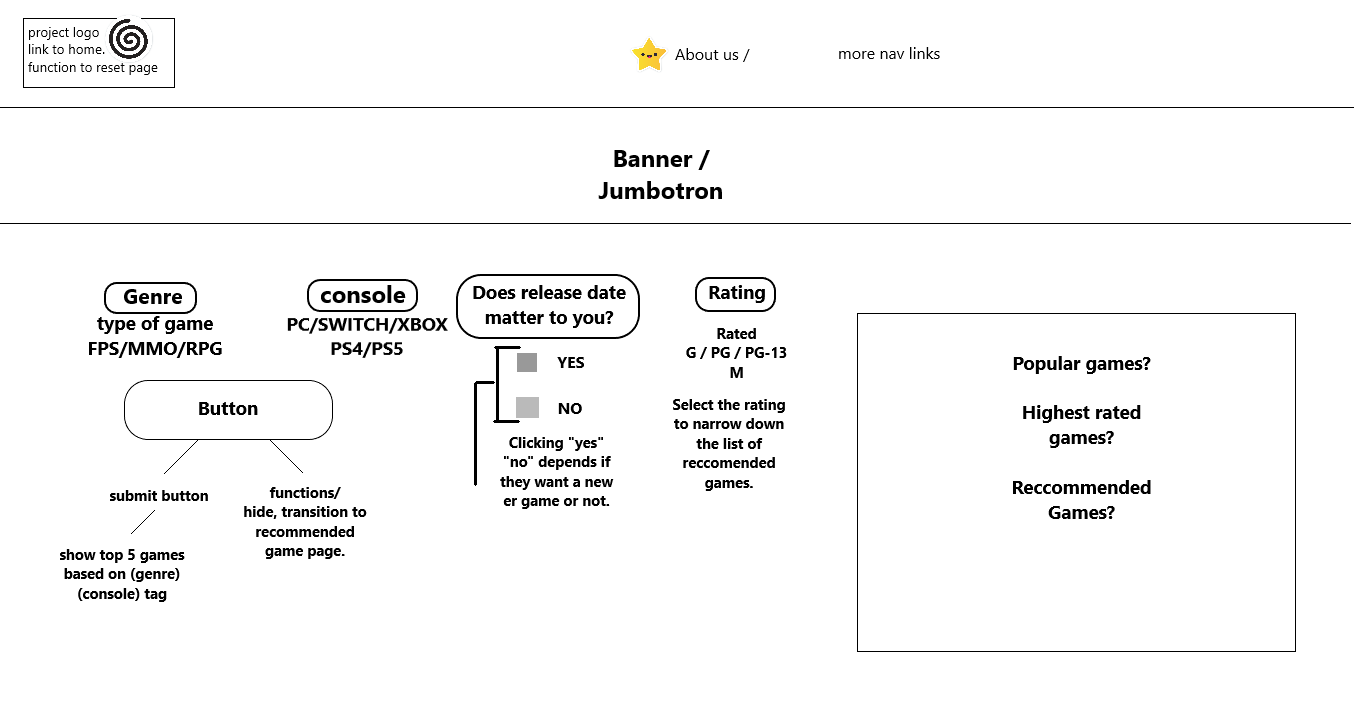 project logo
link to home.
function to reset page
About us /
more nav links
Banner /
Jumbotron
Genre
type of game
FPS/MMO/RPG
console
PC/SWITCH/XBOX
PS4/PS5
Does release date
matter to you?
YES
NO
Clicking "yes"
"no" depends if
they want a new
er game or not.
Rating
Rated
G / PG / PG-13
M
Select the rating
to narrow down
the list of
reccomended
games.
Button
submit button
show top 5 games
based on (genre)
(console) tag
functions/
hide, transition to
recommended
game page.
Popular games?
Highest rated
games?
Reccommended
Games?